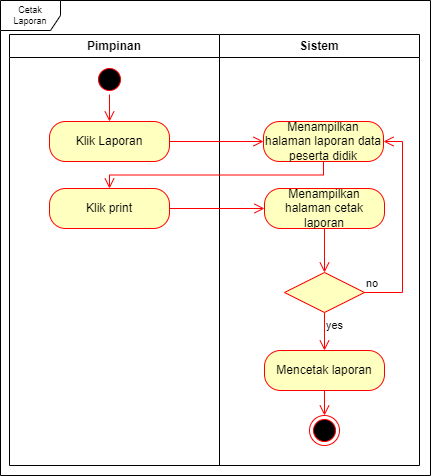 Cetak
Laporan
Pimpinan
Sistem
Klik Laporan
Menampilkan
halaman laporan data
peserta didik
Klik print
Menampilkan
halaman cetak
laporan
no
yes
Mencetak laporan